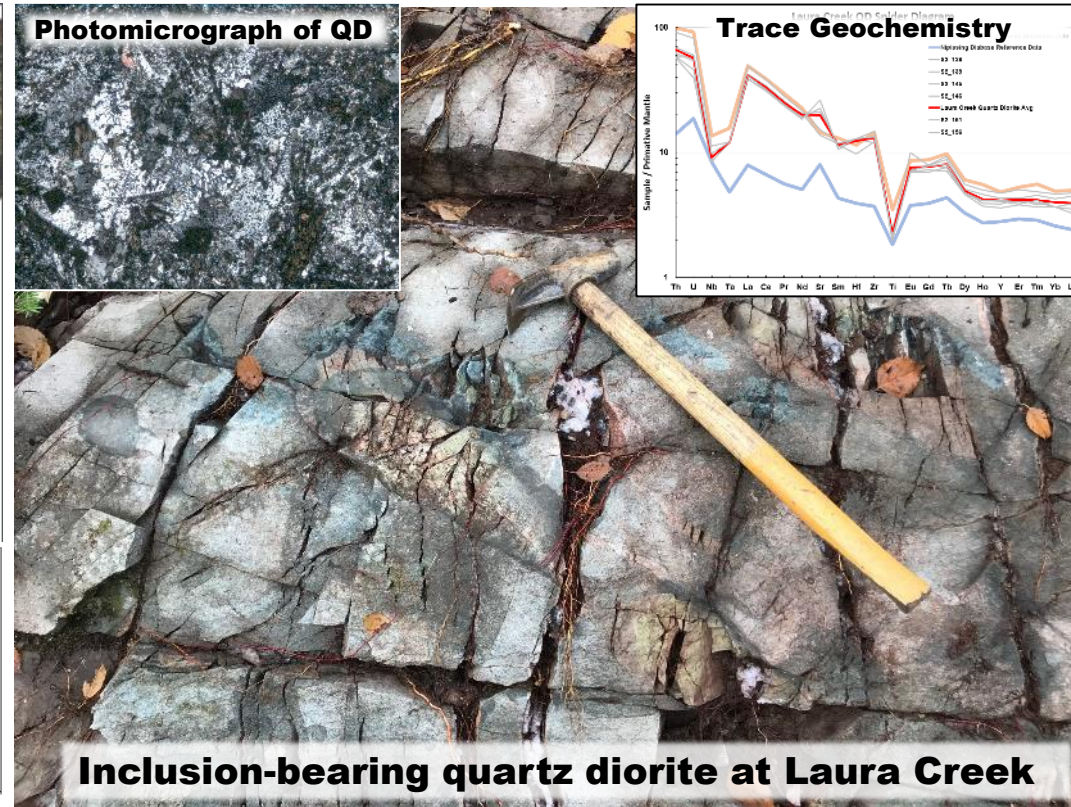 Photomicrograph of QD
Laura Creek QD Spider Diagram
Trace Geochemistry
Nipissing Diabase Reference Data
Laura Creek Quartz Diorite Avg
Sample / Primative Mantle
100
10
1
Th U Nb Ta La Ce Pr Nd Sr Sm Hf Zr Ti Eu Gd Tb Dy Ho Y Er Tm Yb
Inclusion-bearing quartz diorite at Laura Creek